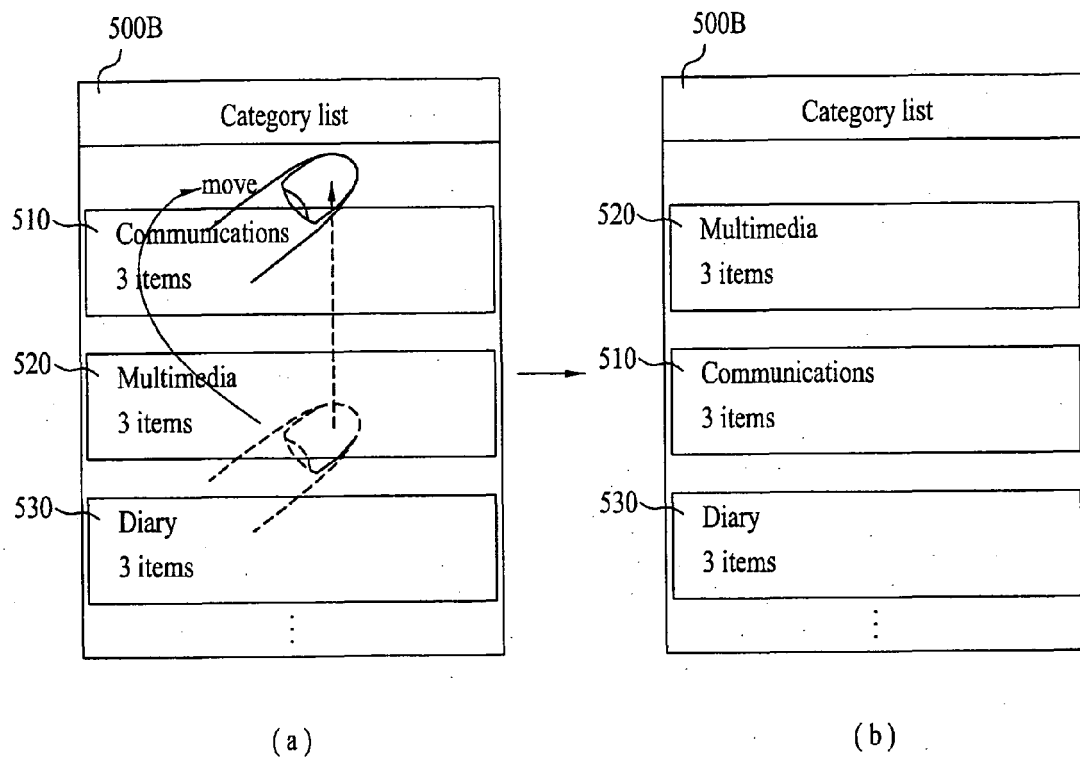 500B
Category list
move
510
Communications
3 items
520
Multimedia
3 items
530
Diary
3 items
(a)
500B
Category list
520
Multimedia
3 items
510
Communications
3 items
530
Diary
3 items
(b)